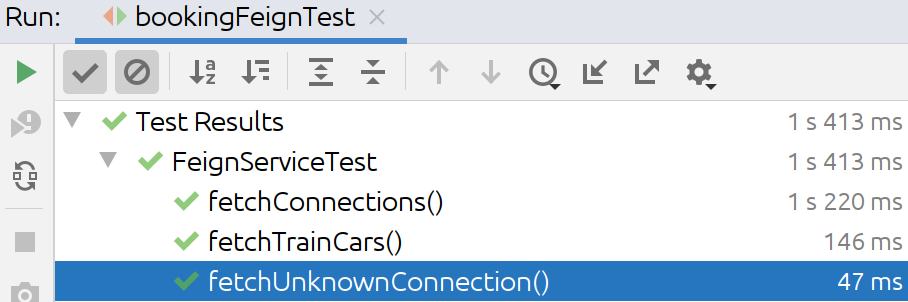 Run: bookingFeignTest
Test Results 1 s 413 ms
FeignServiceTest 1 s 413 ms
fetchConnections() 1 s 220 ms
fetchTrainCars() 146 ms
fetchUnknownConnection() 47 ms